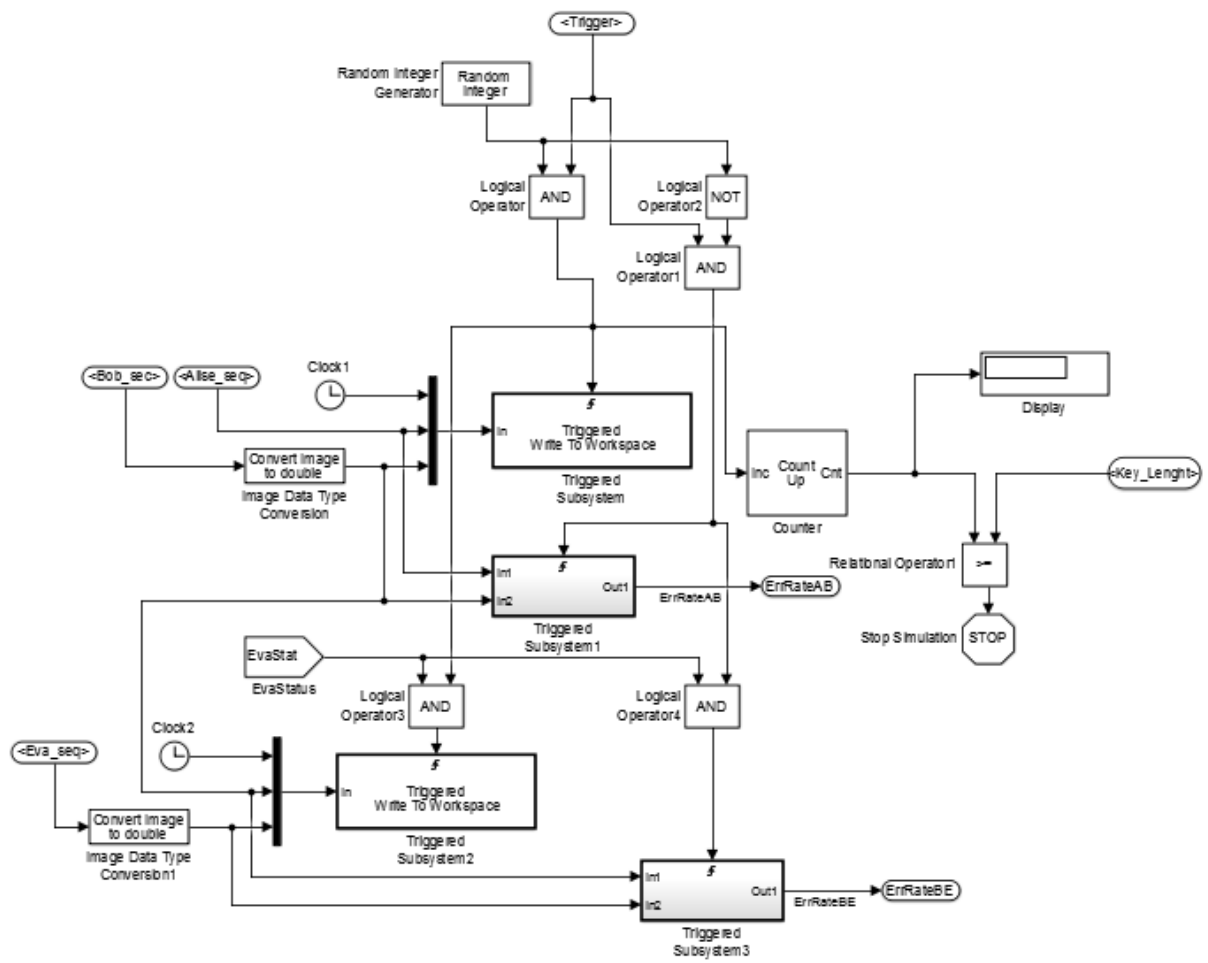 <Trigger>
Random Integer
Generator
Random
Integer
Logical
Operator
AND
Logical
Operator2
NOT
Logical
Operator1
AND
<Bob_sec>
<Alise_seq>
Clock1
Convert Image
to double
Image Data Type
Conversion
In
Triggered
Write To Workspace
Triggered
Subsystem
Inc
Count
Up
Cnt
Counter
Display
<Key_Lenght>
Relational Operator1
>=
Stop Simulation
STOP
In1
In2
Out1
ErrRateAB
ErrRateAB
Triggered
Subsystem1
EvaStat
EvaStatus
Logical
Operator3
AND
Logical
Operator4
AND
<Eva_seq>
Clock2
Convert Image
to double
Image Data Type
Conversion1
In
Triggered
Write To Workspace
Triggered
Subsystem2
In1
In2
Out1
ErrRateBE
ErrRateBE
Triggered
Subsystem3